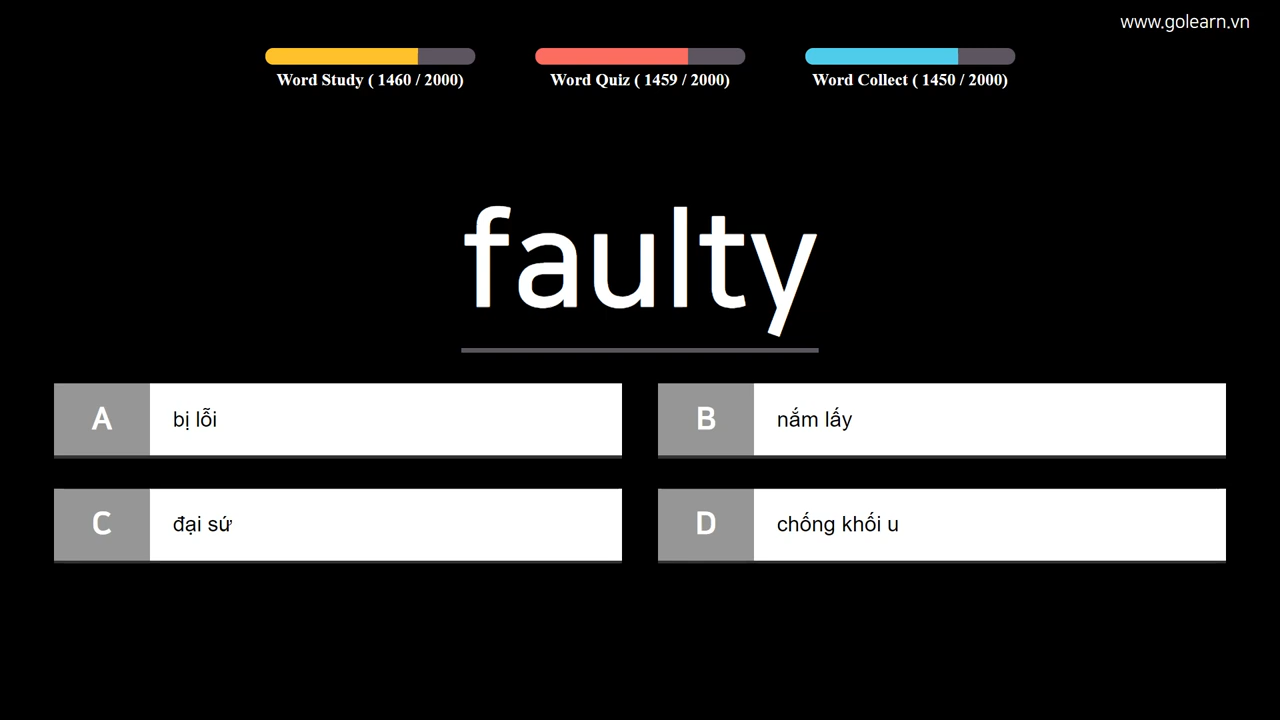 www.golearn.vn
Word Study ( 1460 / 2000)
Word Quiz ( 1459 / 2000)
Word Collect ( 1450 / 2000)
faulty
A bị lỗi
B nắm lấy
C đại sứ
D chống khối u